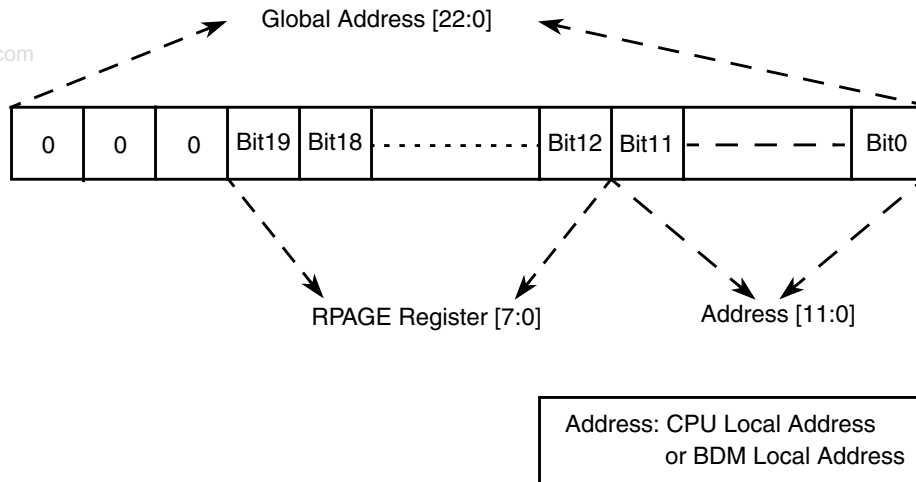 Global Address [22:0]
com
0 0 0 Bit19 Bit18 Bit12 Bit11 Bit0
RPAGE Register [7:0] Address [11:0]
Address: CPU Local Address
or BDM Local Address